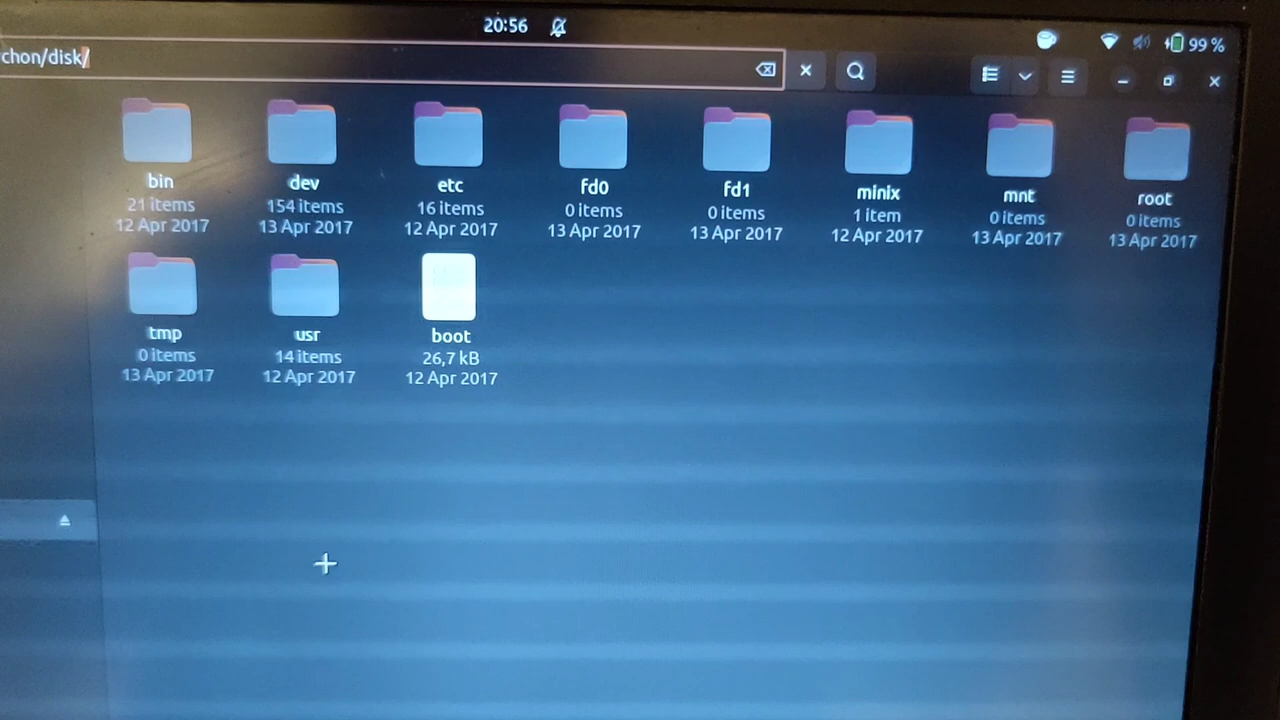 20:56
99 %
chon/disk/
bin
21 items
12 Apr 2017
dev
154 items
13 Apr 2017
etc
16 items
12 Apr 2017
fd0
0 items
13 Apr 2017
fd1
0 items
13 Apr 2017
minix
1 item
12 Apr 2017
mnt
0 items
13 Apr 2017
root
0 items
13 Apr 2017
tmp
0 items
13 Apr 2017
usr
14 items
12 Apr 2017
boot
26,7 kB
12 Apr 2017